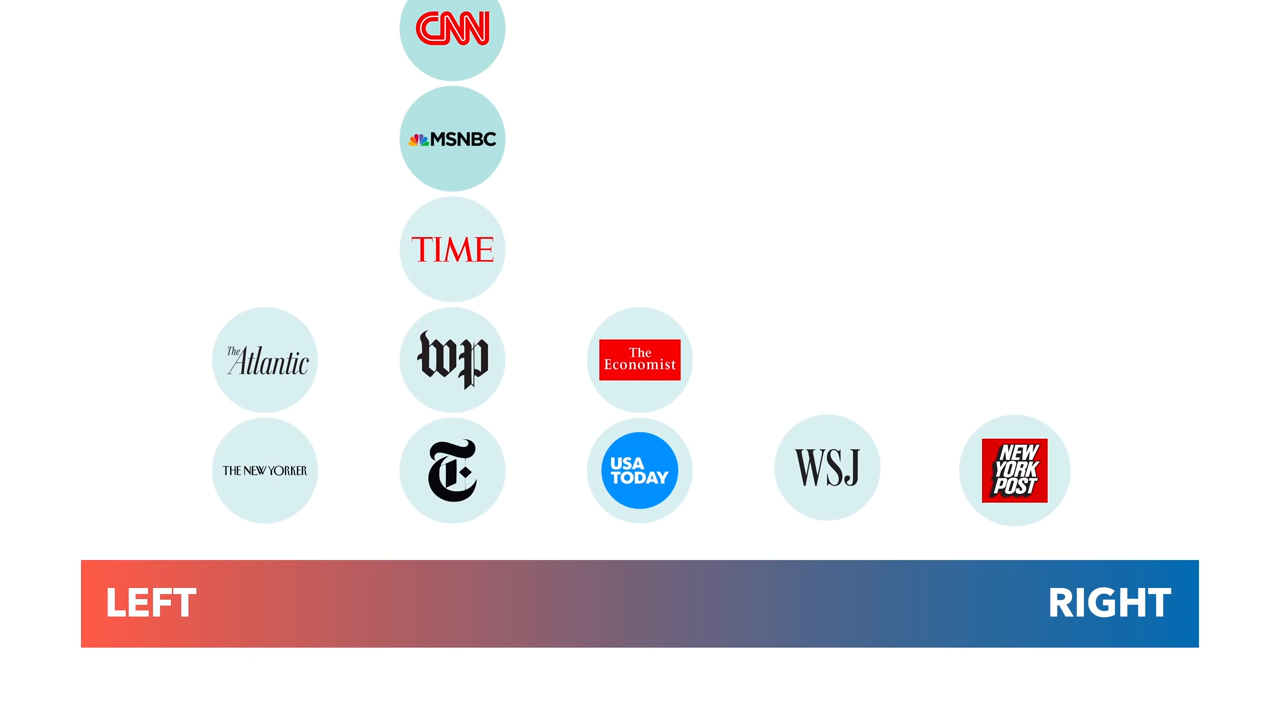 CNN
MSNBC
TIME
The
Atlantic
wp
The
Economist
THE NEW YORKER
T
USA
TODAY
WSJ
NEW
YORK
POST
LEFT
RIGHT